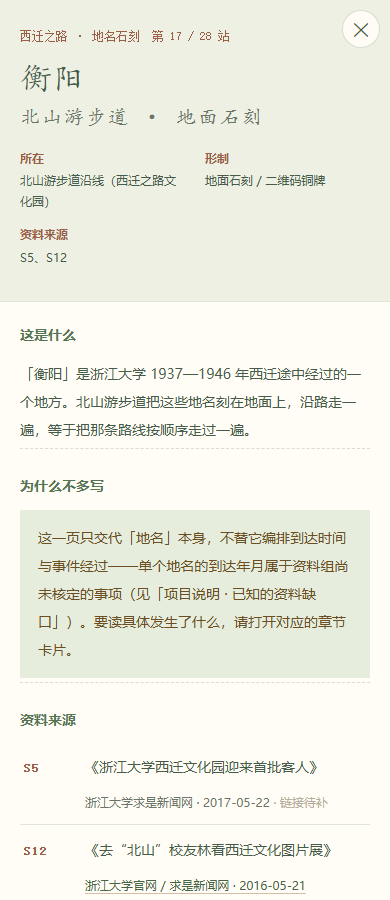 西迁之路 · 地名石刻 第 17 / 28 站
衡阳
北山游步道 • 地面石刻
所在
北山游步道沿线（西迁之路文
化园）
形制
地面石刻 / 二维码铜牌
资料来源
S5、S12
这是什么
「衡阳」是浙江大学 1937—1946 年西迁途中经过的一
个地方。北山游步道把这些地名刻在地面上，沿路走一
遍，等于把那条路线按顺序走过一遍。
为什么不多写
这一页只交代「地名」本身，不替它编排到达时间
与事件经过——单个地名的到达年月属于资料组尚
未核定的事项（见「项目说明 · 已知的资料缺
口」）。要读具体发生了什么，请打开对应的章节
卡片。
资料来源
S5 《浙江大学西迁文化园迎来首批客人》
浙江大学求是新闻网 · 2017-05-22 · 链接待补
S12 《去“北山”校友林看西迁文化图片展》
浙江大学官网 / 求是新闻网 · 2016-05-21